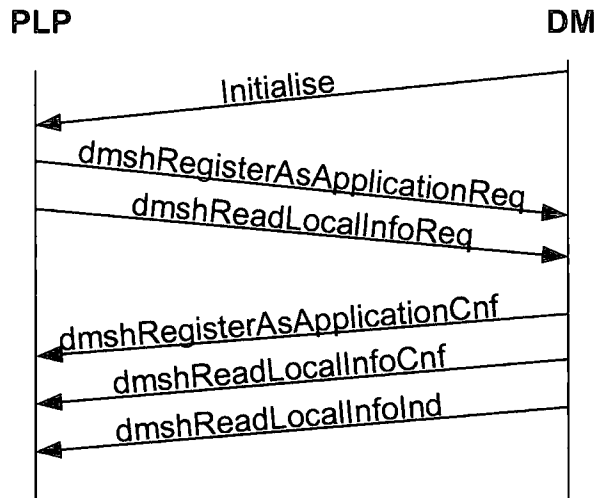 PLP DM
Initialise
dmshRegisterAsApplicationReq
dmshReadLocalInfoReq
dmshRegisterAsApplicationCnf
dmshReadLocalInfoCnf
dmshReadLocalInfoInd